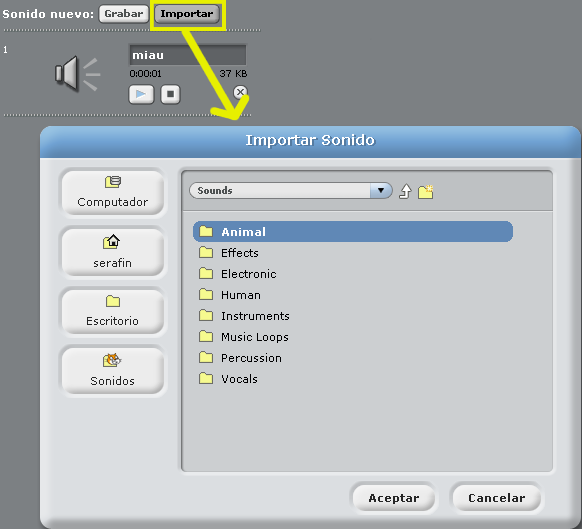 Sonido nuevo: Grabar Importar
1
miau
0:00:01 37 KB
Importar Sonido
Computador
serafin
Escritorio
Sonidos
Sounds
Animal
Effects
Electronic
Human
Instruments
Music Loops
Percussion
Vocals
Aceptar Cancelar